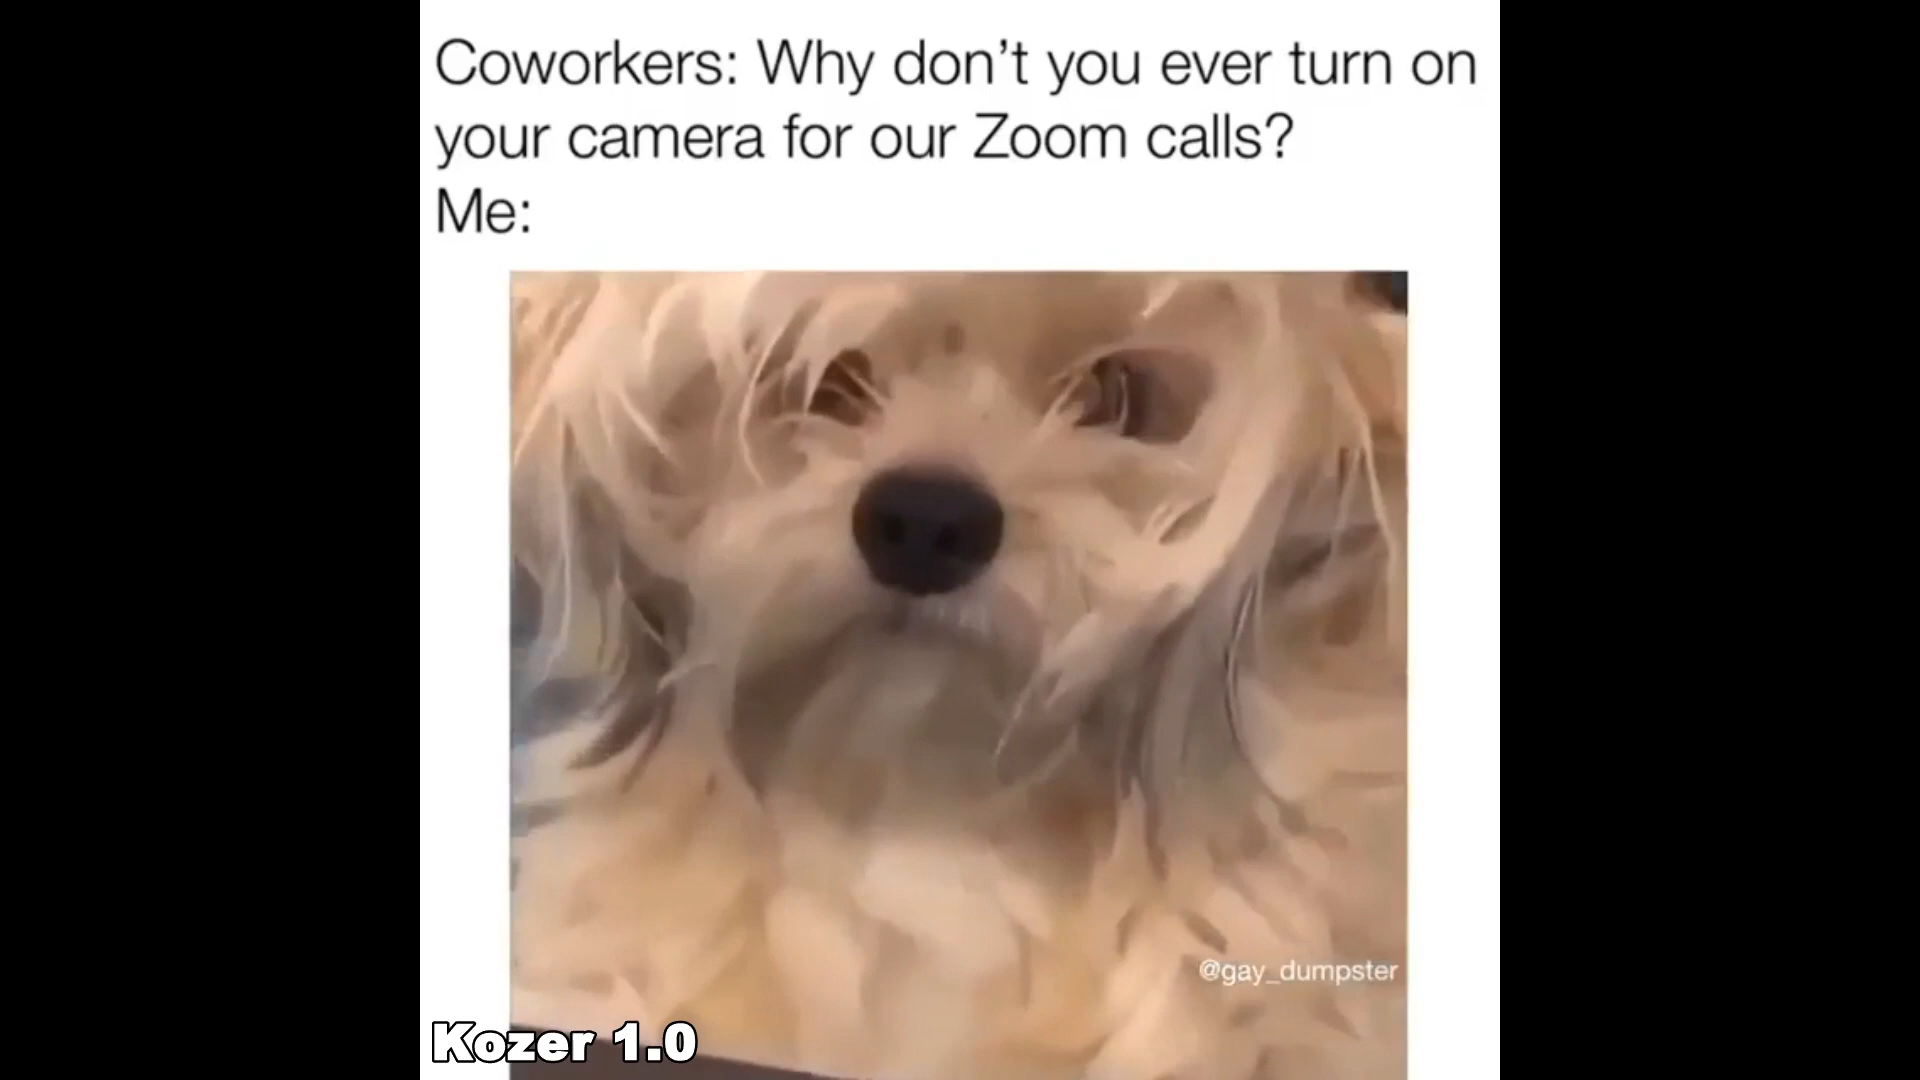 Coworkers: Why don't you ever turn on
your camera for our Zoom calls?
Me:
@gay_dumpster
Kozer 1.0